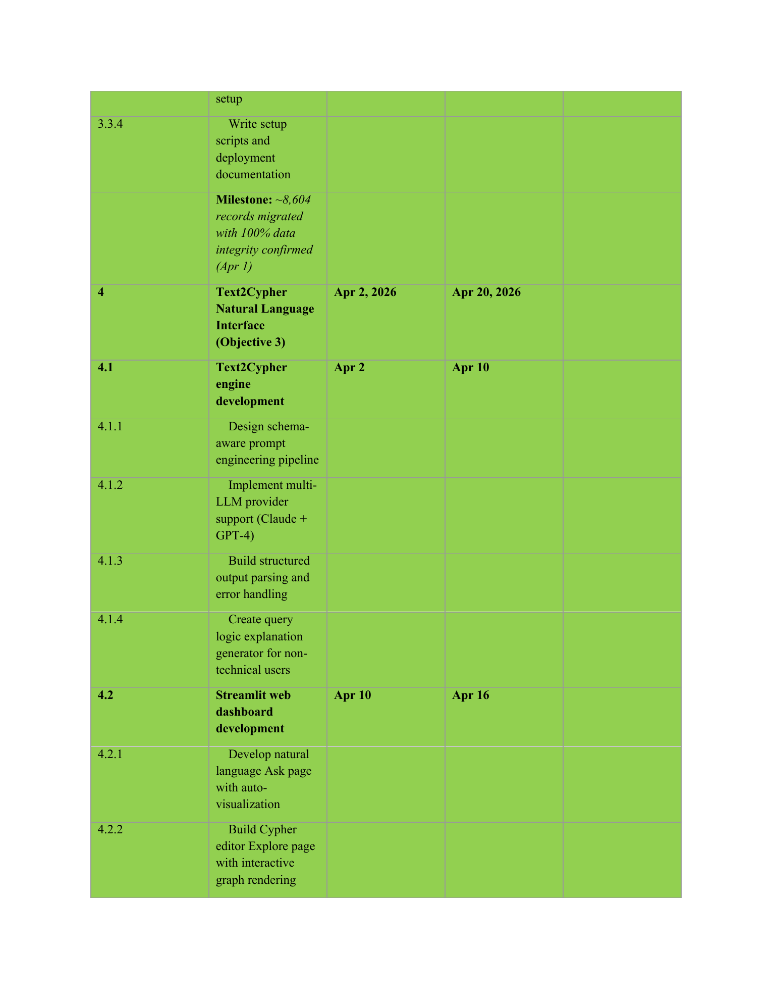 setup
3.3.4
Write setup
scripts and
deployment
documentation
Milestone: ~8,604
records migrated
with 100% data
integrity confirmed
(Apr 1)
4
Text2Cypher
Natural Language
Interface
(Objective 3)
Apr 2, 2026
Apr 20, 2026
4.1
Text2Cypher
engine
development
Apr 2
Apr 10
4.1.1
Design schema-
aware prompt
engineering pipeline
4.1.2
Implement multi-
LLM provider
support (Claude +
GPT-4)
4.1.3
Build structured
output parsing and
error handling
4.1.4
Create query
logic explanation
generator for non-
technical users
4.2
Streamlit web
dashboard
development
Apr 10
Apr 16
4.2.1
Develop natural
language Ask page
with auto-
visualization
4.2.2
Build Cypher
editor Explore page
with interactive
graph rendering